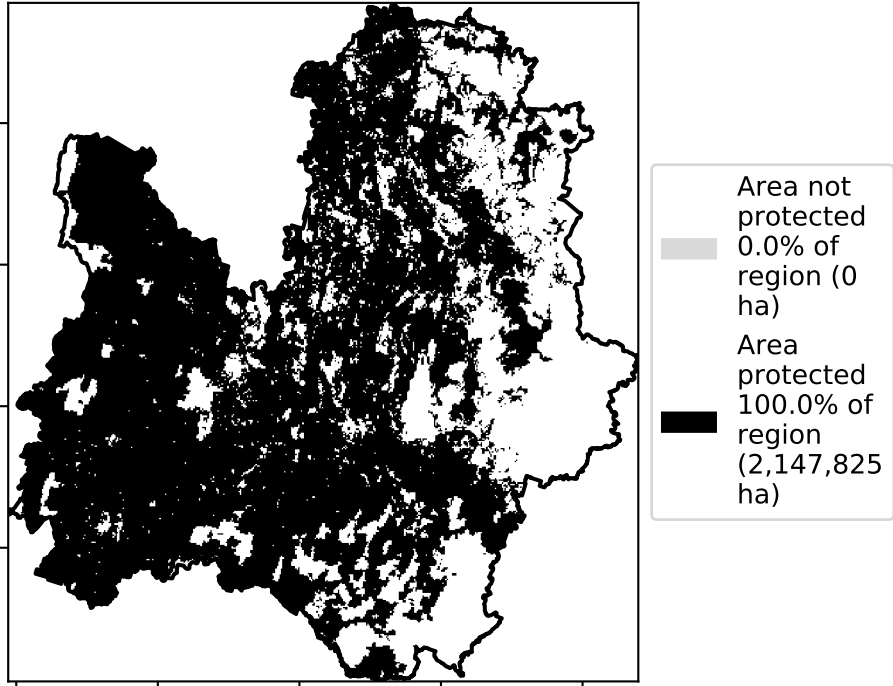 Area not
protected
0.0% of
region (0
ha)
Area
protected
100.0% of
region
(2,147,825
ha)